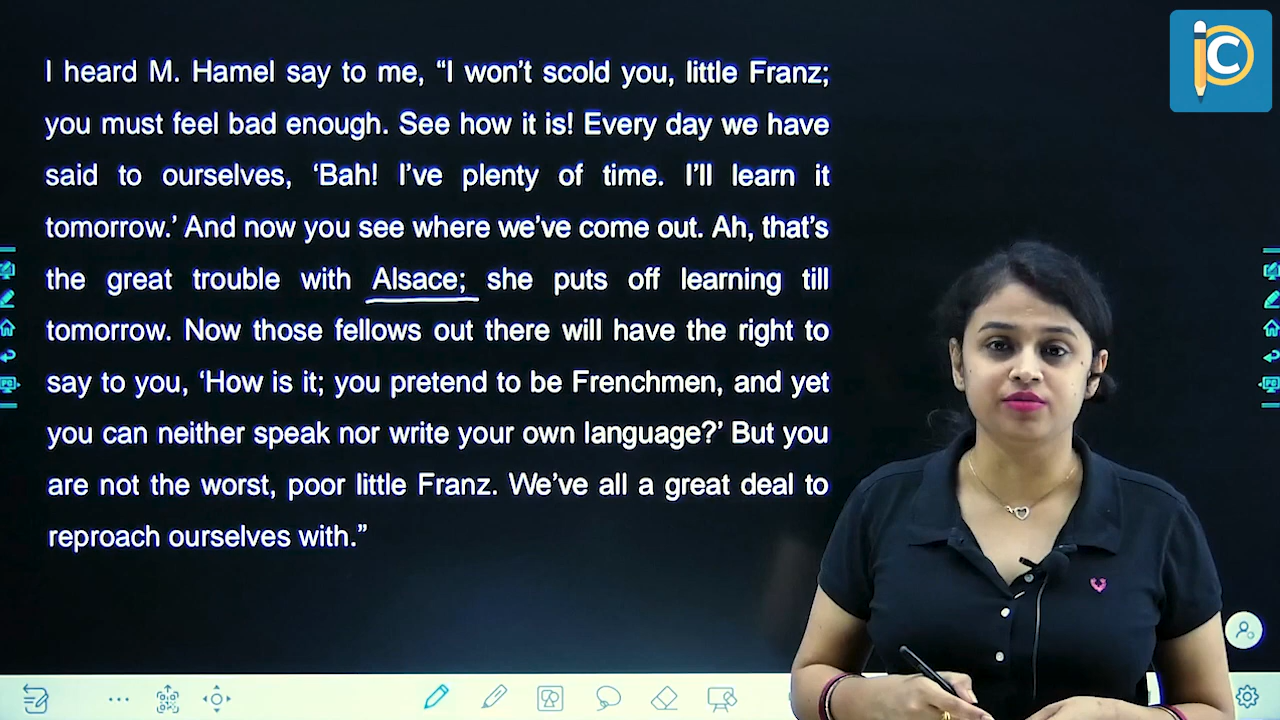 I heard M. Hamel say to me, “I won’t scold you, little Franz;
you must feel bad enough. See how it is! Every day we have
said to ourselves, ‘Bah! I’ve plenty of time. I’ll learn it
tomorrow.’ And now you see where we’ve come out. Ah, that’s
the great trouble with Alsace; she puts off learning till
tomorrow. Now those fellows out there will have the right to
say to you, ‘How is it; you pretend to be Frenchmen, and yet
you can neither speak nor write your own language?’ But you
are not the worst, poor little Franz. We’ve all a great deal to
reproach ourselves with.”